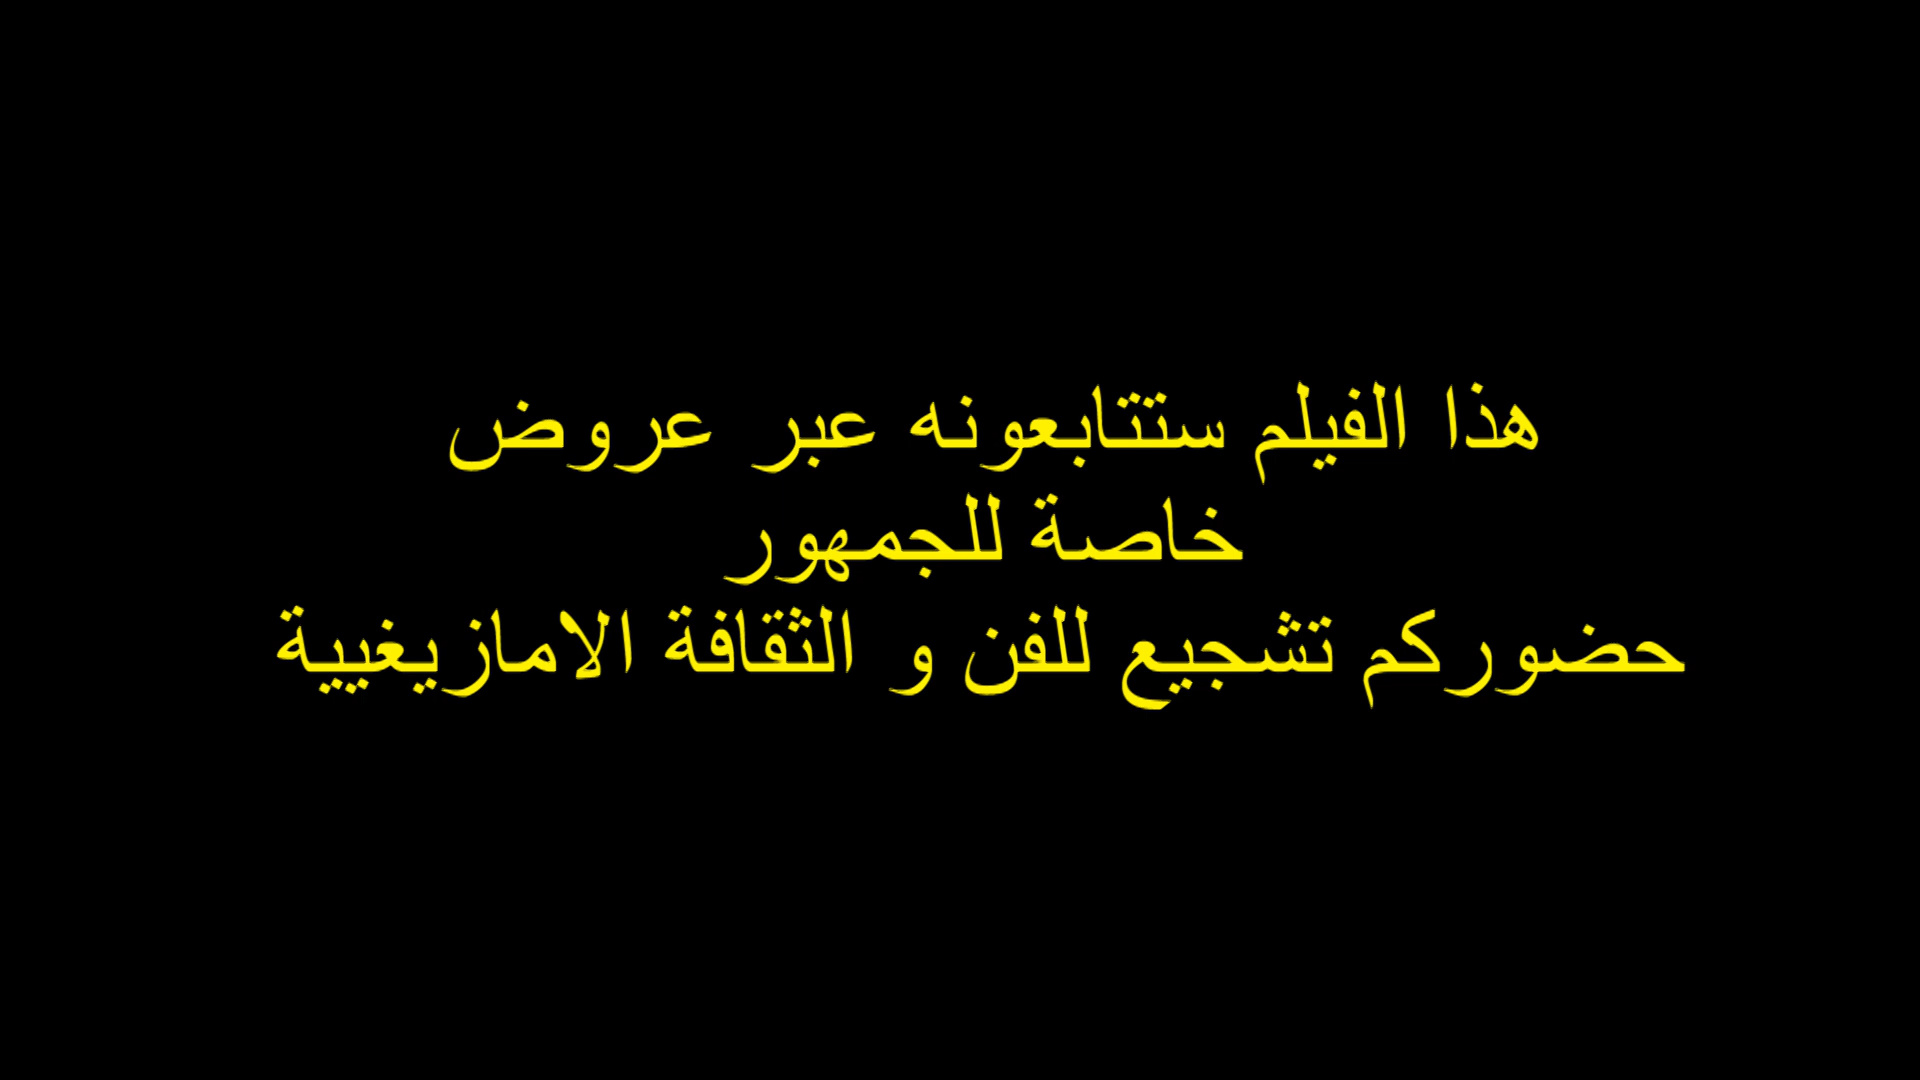 هذا الفيلم ستتابعونه عبر عروض
خاصة للجمهور
حضوركم تشجيع للفن و الثقافة الامازيغيية